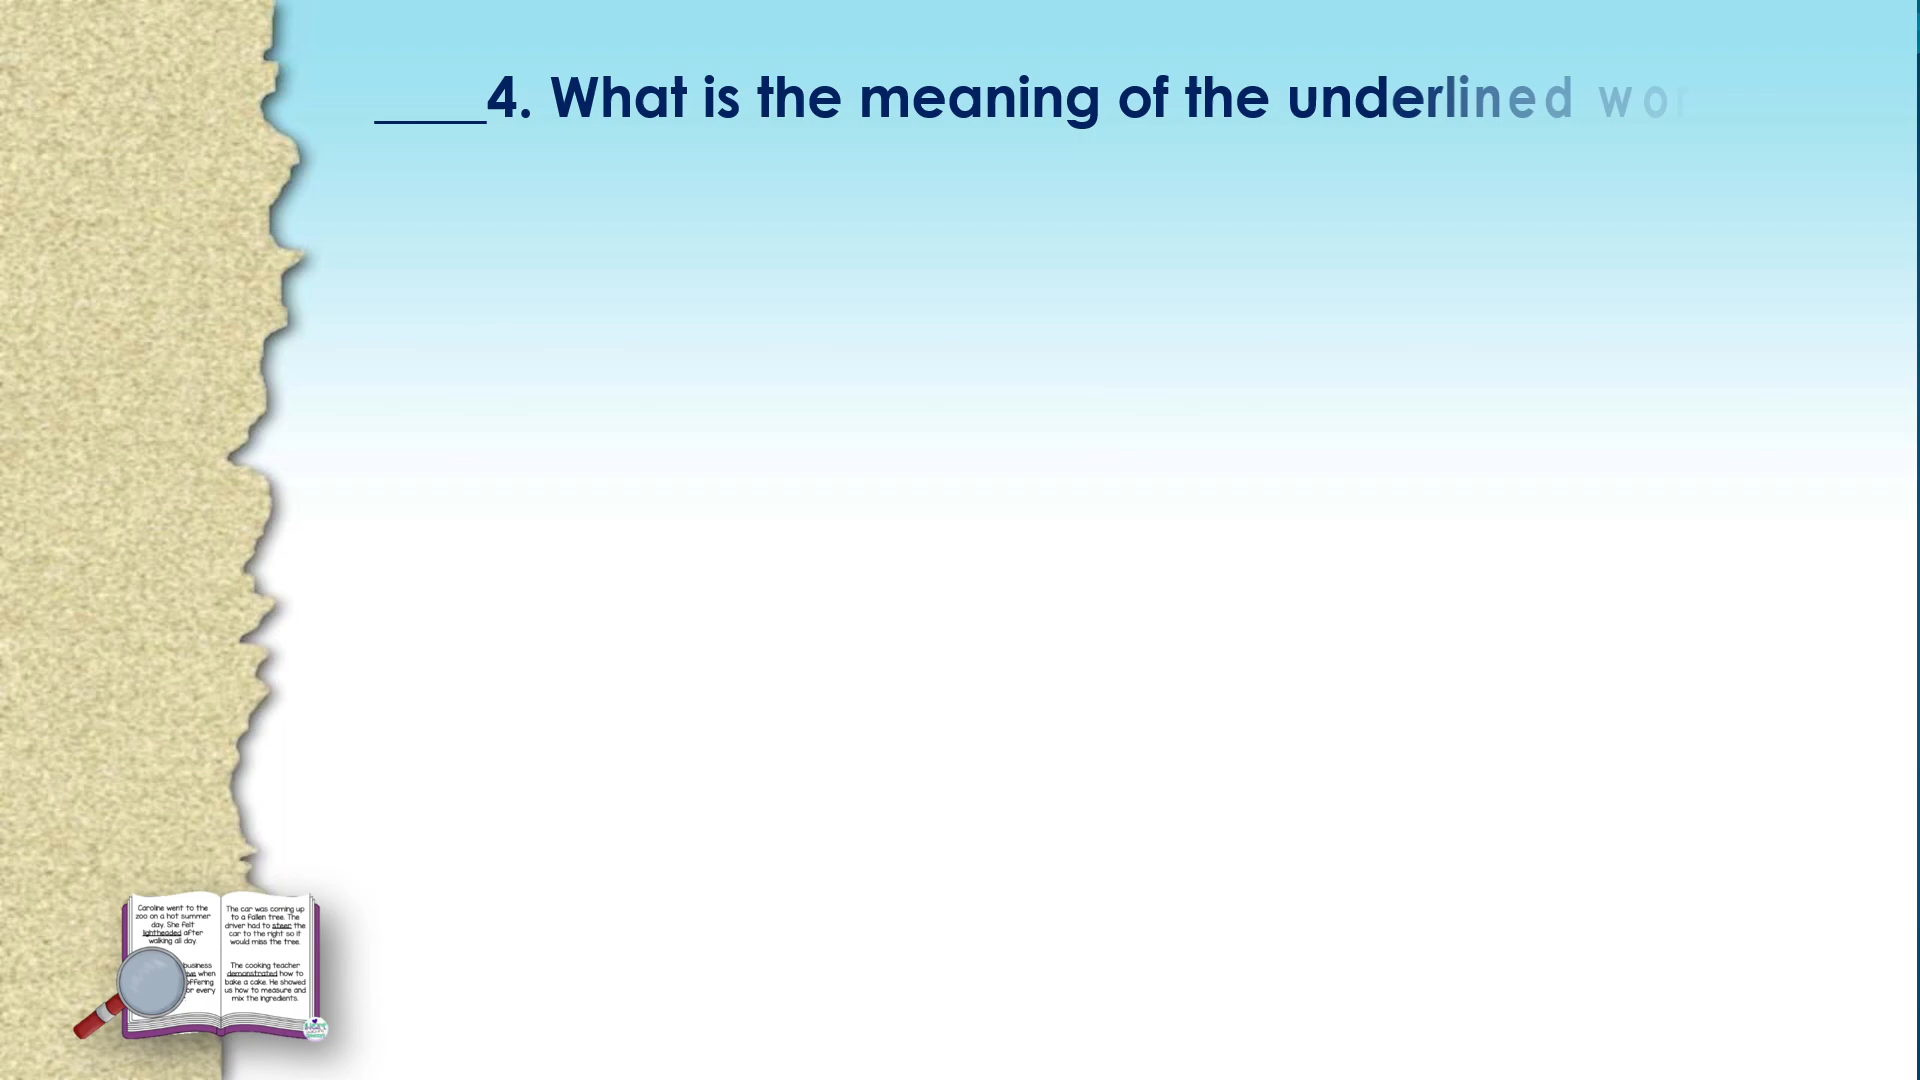 ____4. What is the meaning of the underlined wor
Caroline went to the
zoo on a hot summer
day. She felt
lightheaded after
walking all day.
business
when
offering
or every
The car was coming up
to a fallen tree. The
driver had to steer the
car to the right so it
would miss the tree.
The cooking teacher
demonstrated how to
bake a cake. He showed
us how to measure and
mix the ingredients.